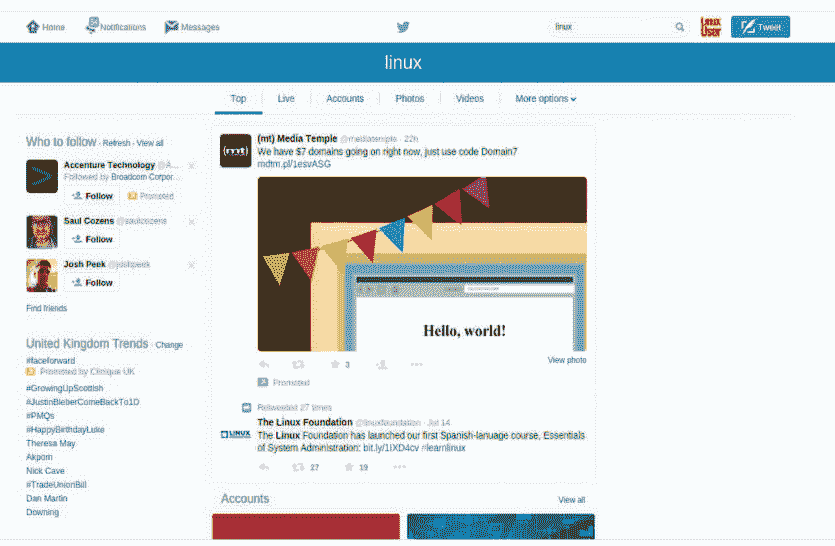 Home
Notifications
Messages
linux
Linux User
Tweet
linux
Top
Live
Accounts
Photos
Videos
More options
Who to follow · Refresh · View all
Accenture Technology @A...
Followed by Broadcom Corpor...
Follow
Promoted
Saul Cozens @saulcozens
Follow
Josh Peek @joshpeek
Follow
Find friends
United Kingdom Trends · Change
#faceforward
Promoted by Clinique UK
#GrowingUpScottish
#JustinBieberComeBackTo1D
#PMQs
#HappyBirthdayLuke
Theresa May
Akpom
Nick Cave
#TradeUnionBill
Dan Martin
Downing
(mt) Media Temple @mediatemple · 22h
We have $7 domains going on right now, just use code Domain7
mdtm.pl/1esvASG
(mt)
Hello, world!
3
View photo
Promoted
Retweeted 27 times
The Linux Foundation @linuxfoundation · Jul 14
LINUX
The Linux Foundation has launched our first Spanish-lanuage course, Essentials
of System Administration: bit.ly/1IXD4cv #learnlinux
27
19
Accounts
View all